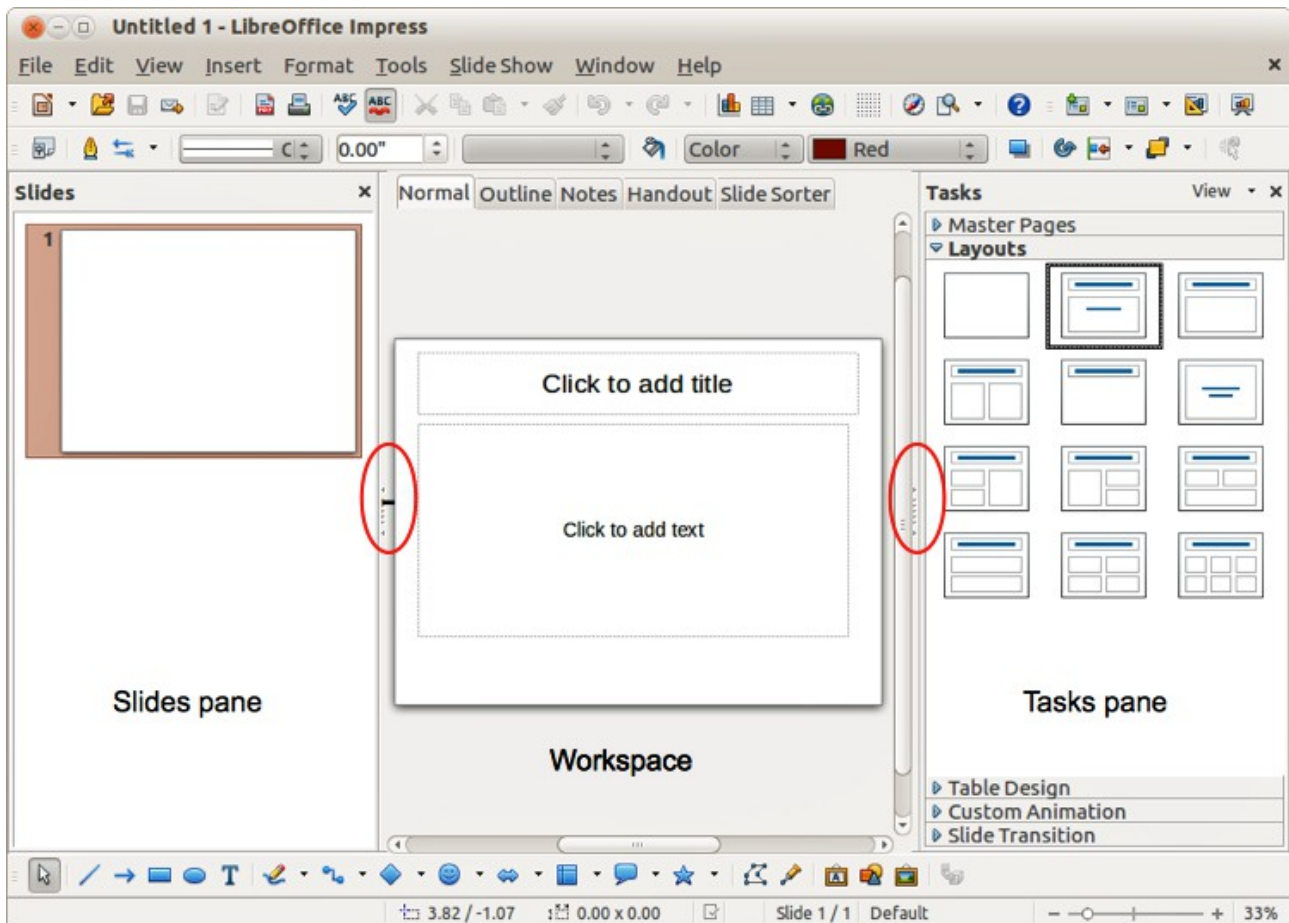 Untitled 1 - LibreOffice Impress
File Edit View Insert Format Tools Slide Show Window Help
ABC ABC
C 0.00" Color Red
Slides
Normal Outline Notes Handout Slide Sorter
Tasks View
1
Master Pages
Layouts
Click to add title
Click to add text
Slides pane
Workspace
Tasks pane
Table Design
Custom Animation
Slide Transition
T
3.82 / -1.07 0.00 x 0.00 Slide 1 / 1 Default 33%